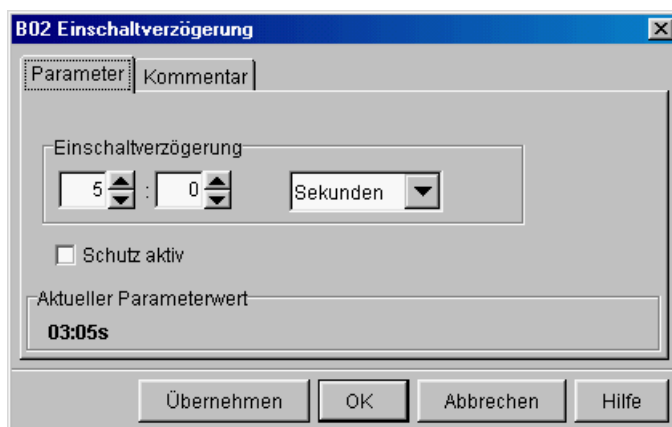 B02 Einschaltverzögerung
Parameter Kommentar
Einschaltverzögerung
5 : 0 Sekunden
Schutz aktiv
Aktueller Parameterwert
03:05s
Übernehmen OK Abbrechen Hilfe